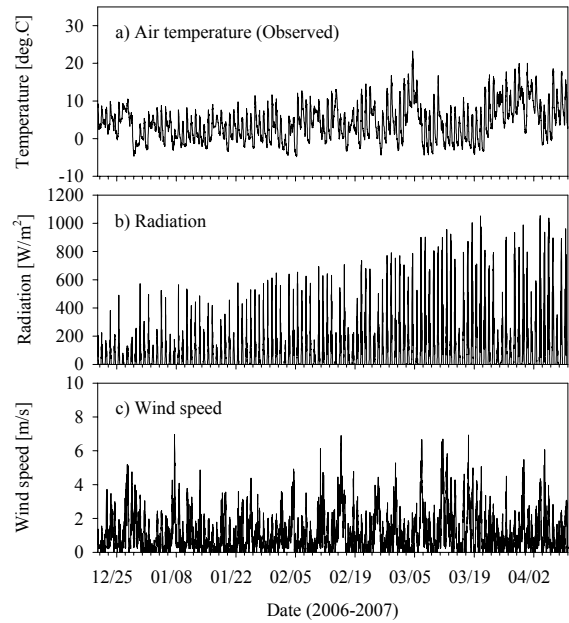 a) Air temperature (Observed)
Temperature [deg.C]
30
20
10
0
-10
b) Radiation
Radiation [W/m²]
1200
1000
800
600
400
200
0
c) Wind speed
Wind speed [m/s]
10
8
6
4
2
0
12/25 01/08 01/22 02/05 02/19 03/05 03/19 04/02
Date (2006-2007)